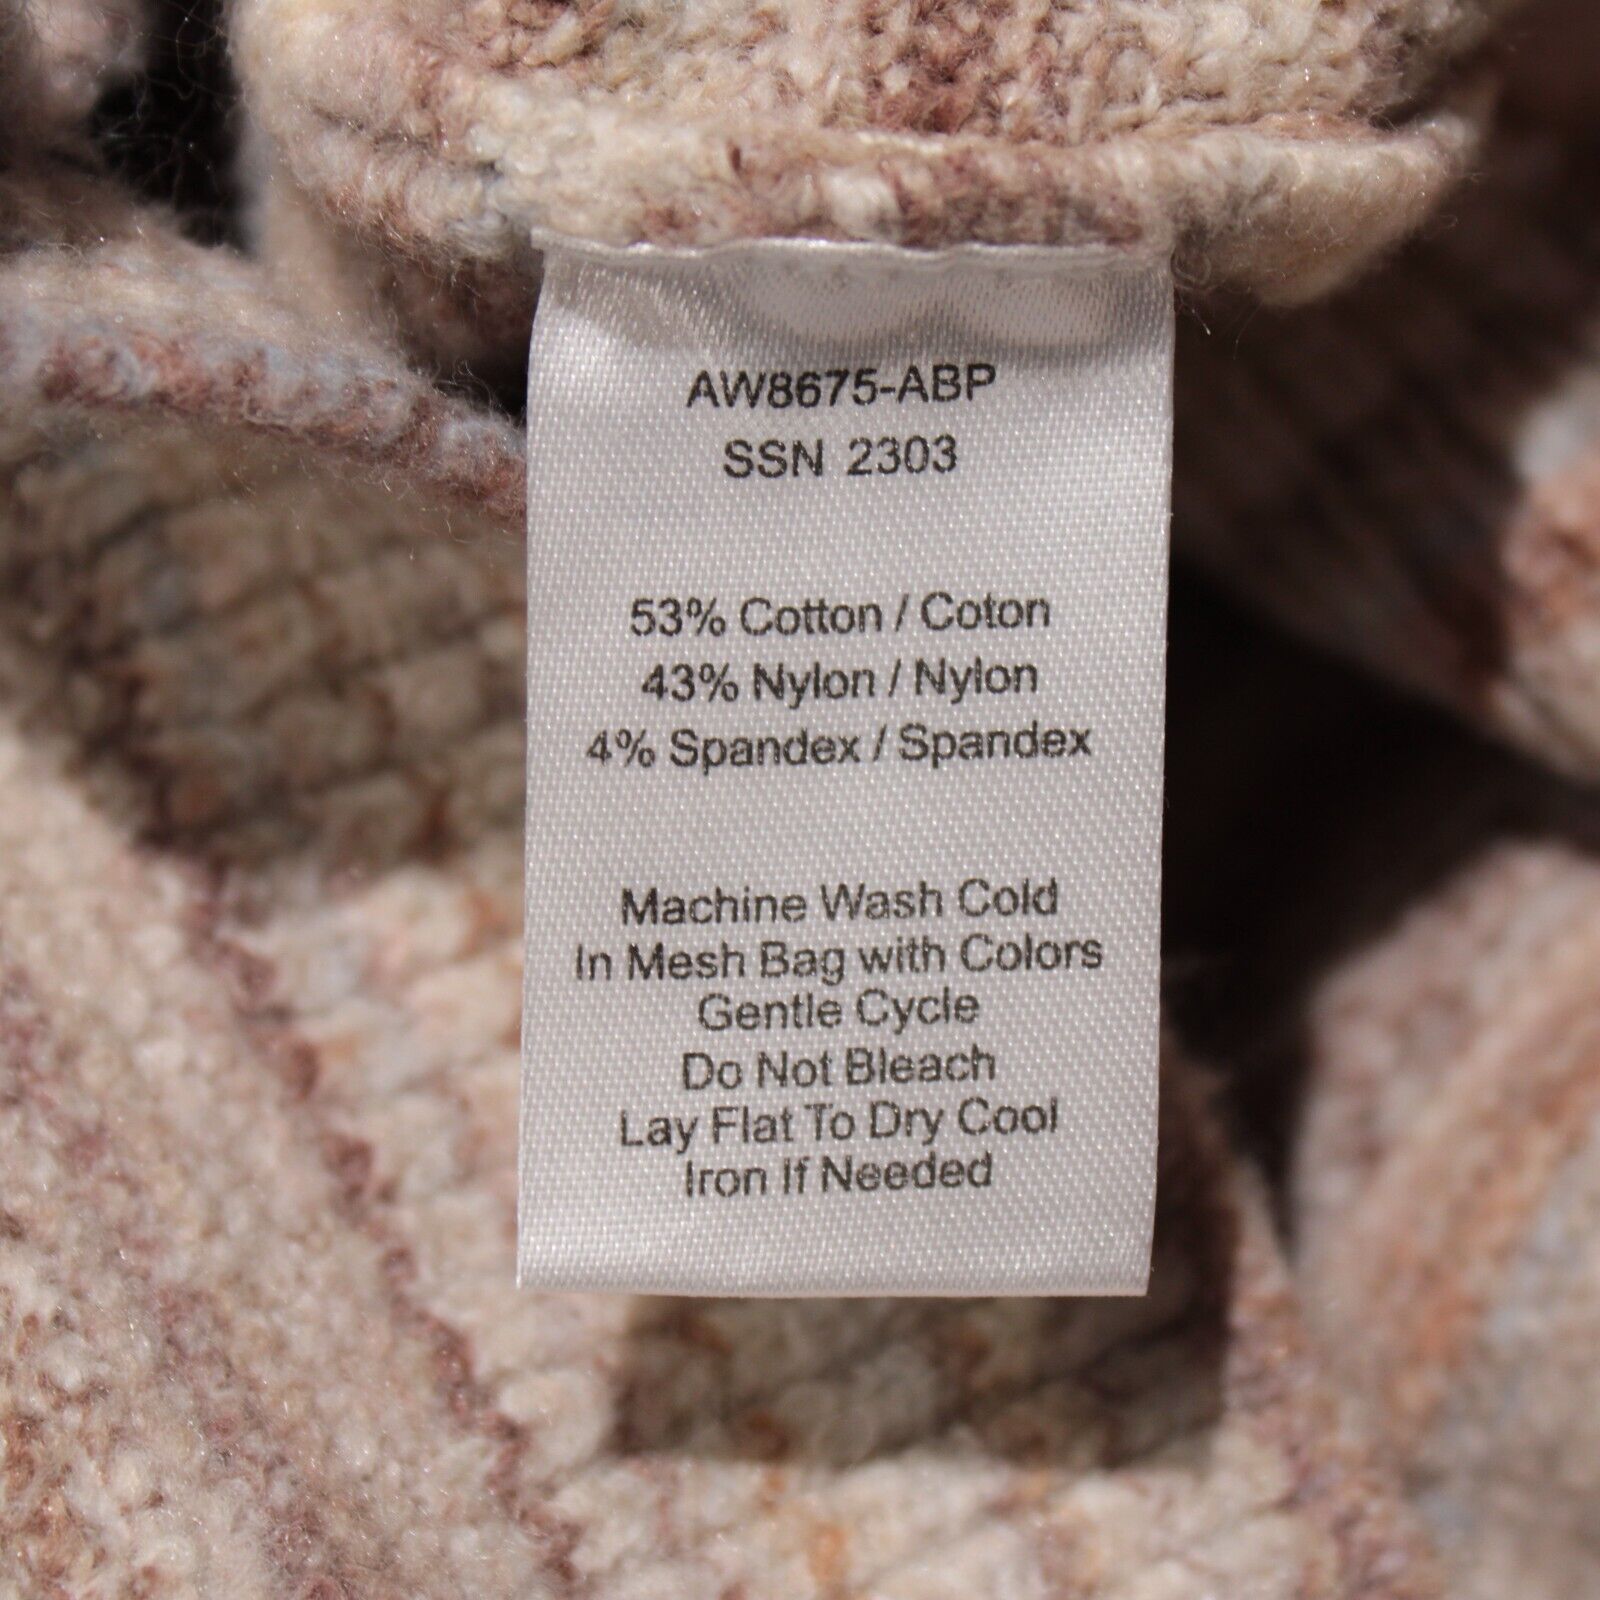 AW8675-ABP
SSN 2303
53% Cotton / Coton
43% Nylon / Nylon
4% Spandex / Spandex
Machine Wash Cold
In Mesh Bag with Colors
Gentle Cycle
Do Not Bleach
Lay Flat To Dry Cool
Iron If Needed